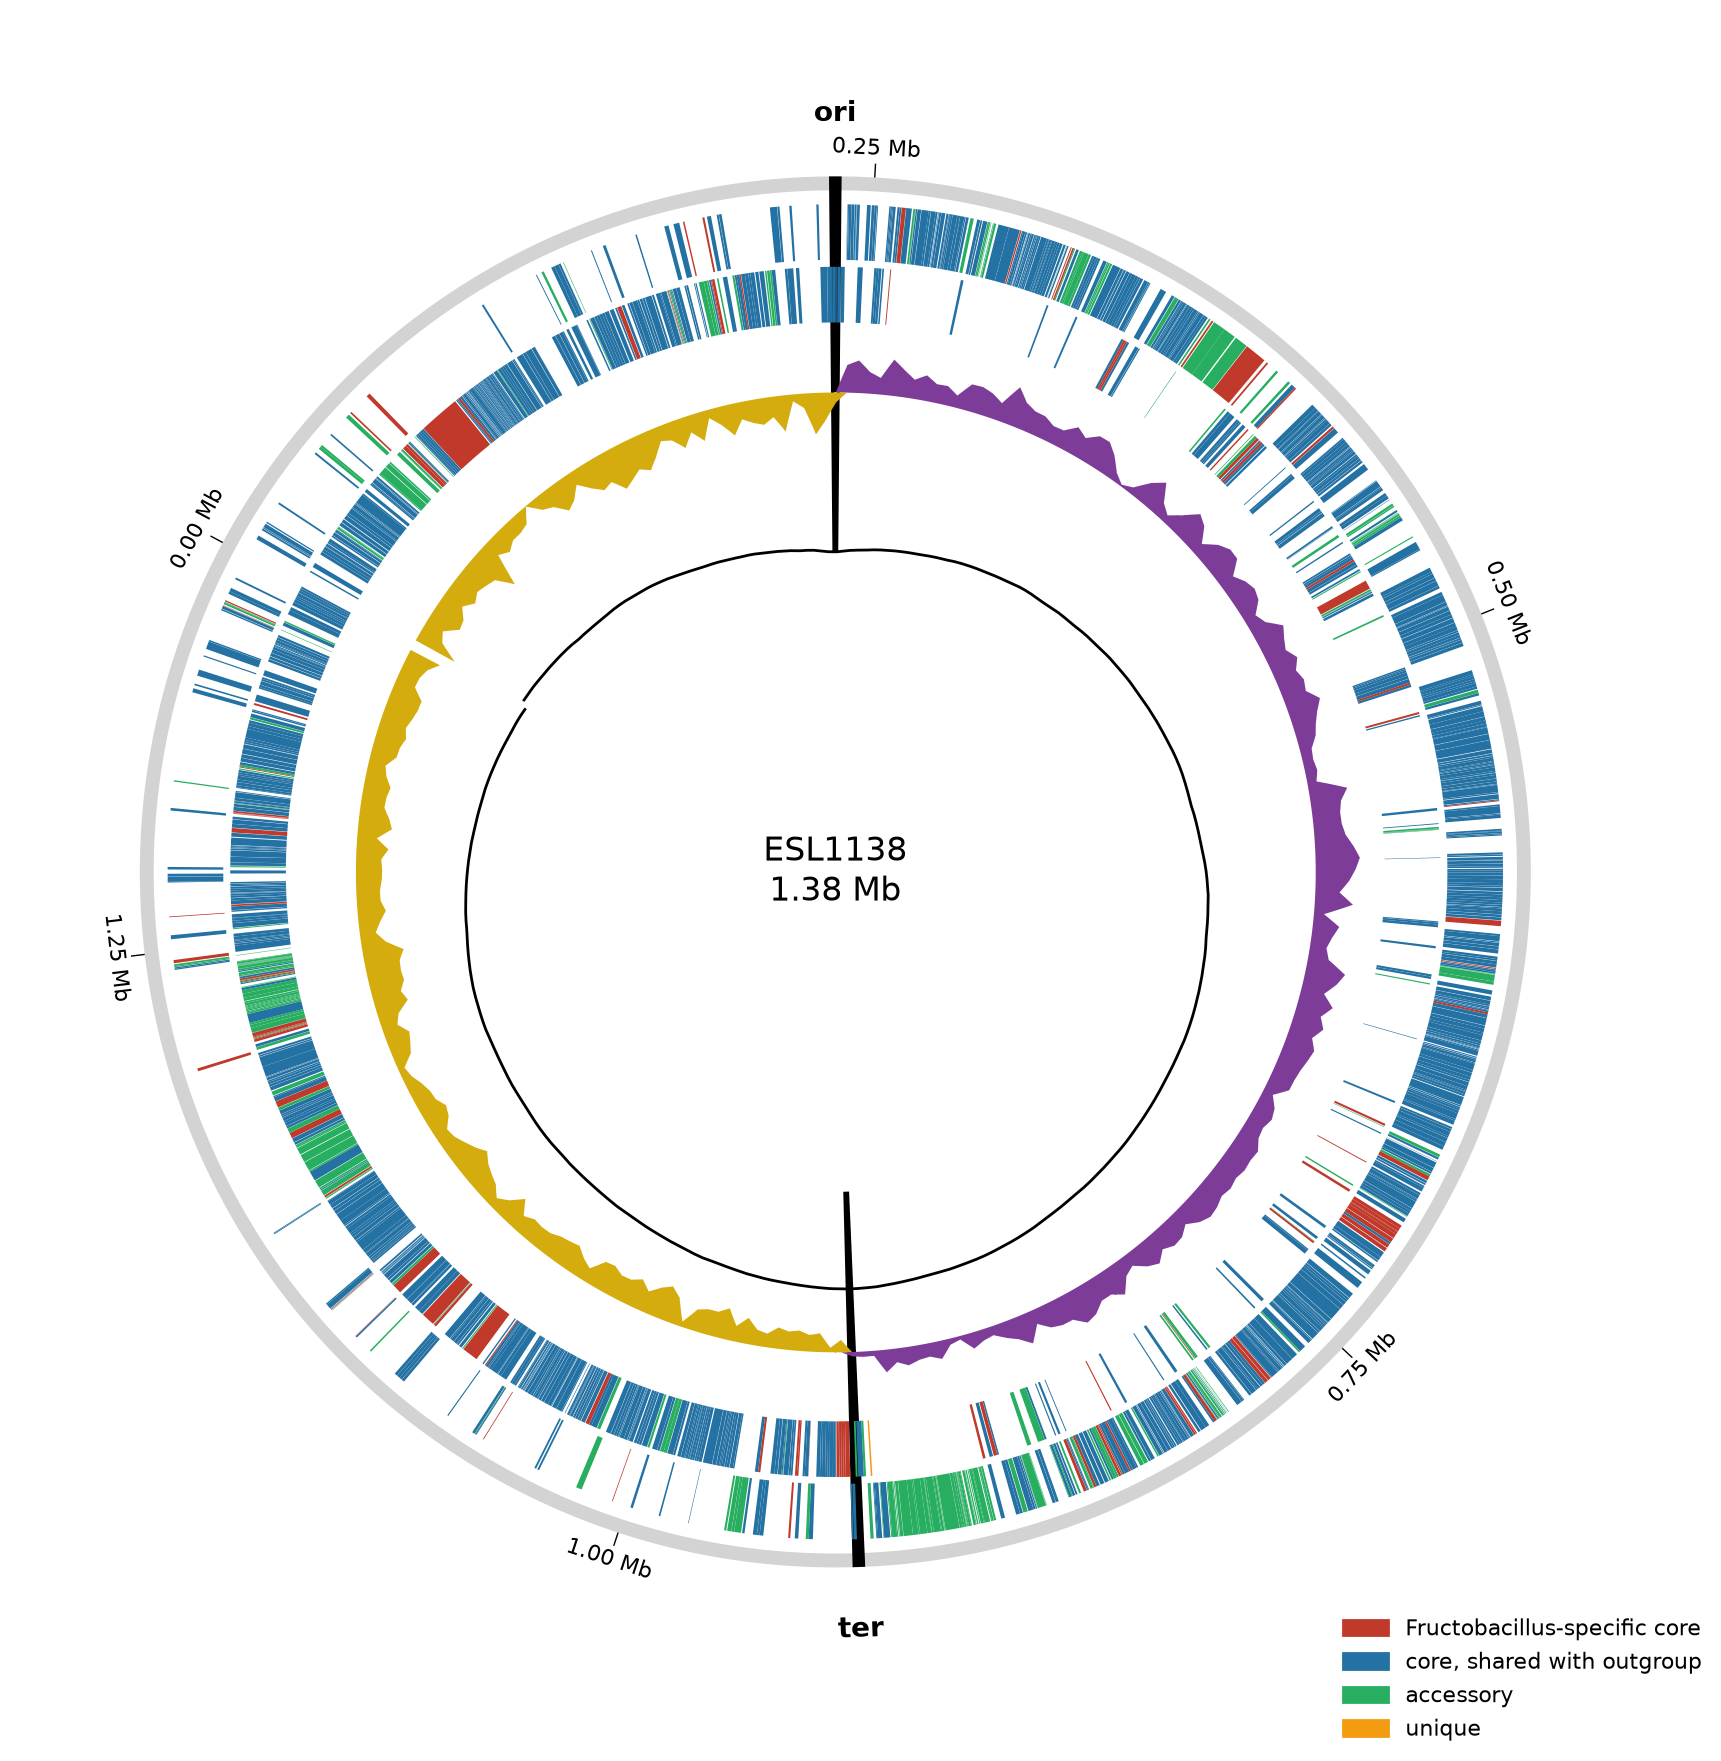 ori
0.25 Mb
0.00 Mb
0.50 Mb
ESL1138
1.38 Mb
1.25 Mb
0.75 Mb
1.00 Mb
ter
Fructobacillus-specific core
core, shared with outgroup
accessory
unique